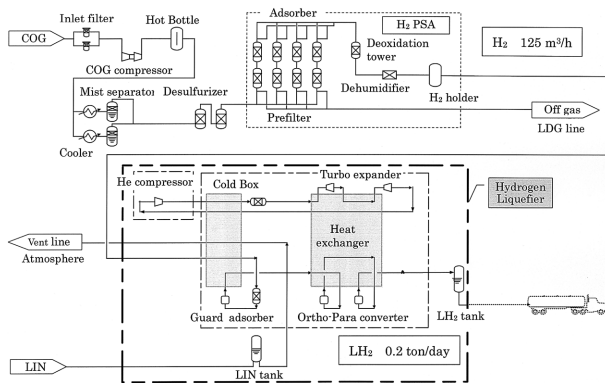 COG
Inlet filter
Hot Bottle
COG compressor
Adsorber
H₂ PSA
Deoxidation
tower
Dehumidifier
H₂ holder
H₂ 125 m³/h
Mist separator
Desulfurizer
Prefilter
Cooler
Off gas
LDG line
He compressor
Cold Box
Turbo expander
Hydrogen
Liquefier
Vent line
Atmosphere
Heat
exchanger
Guard adsorber
Ortho-Para converter
LH₂ tank
LIN
LIN tank
LH₂ 0.2 ton/day